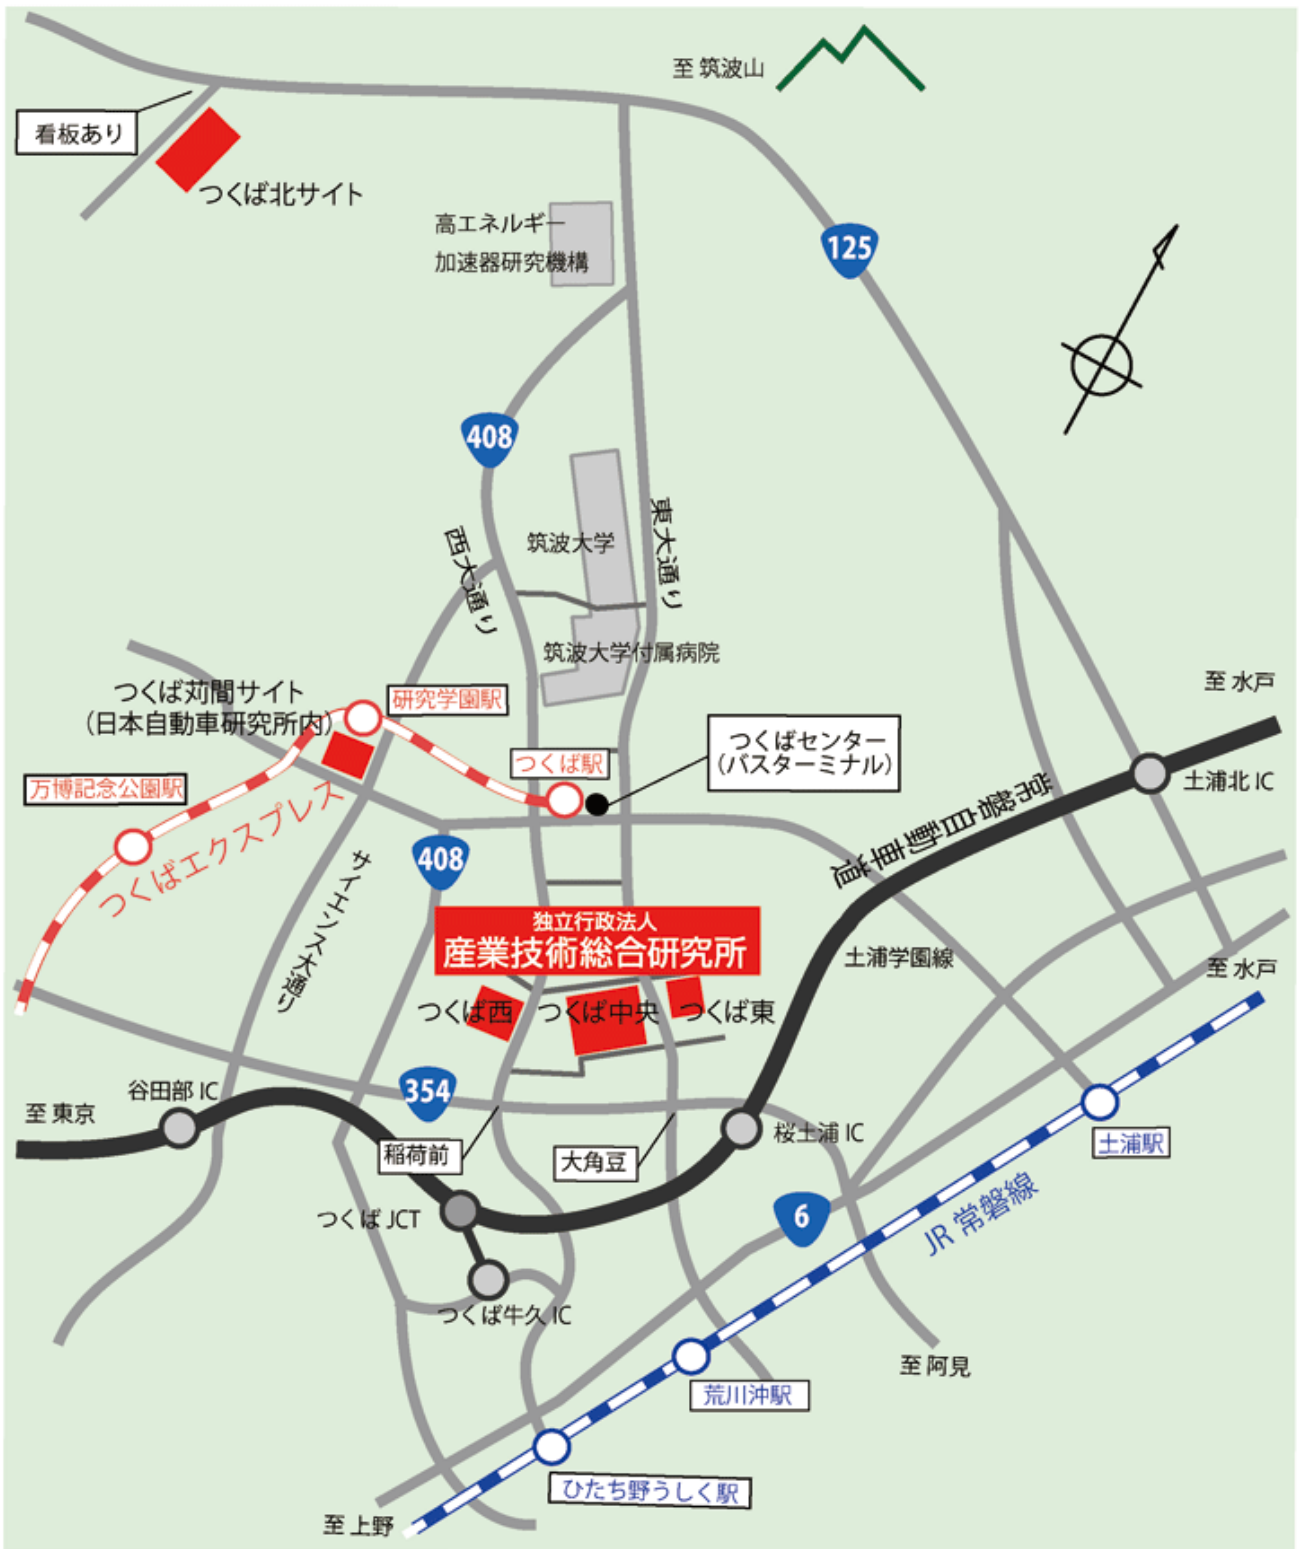 至 筑波山
看板あり
つくば北サイト
高エネルギー
加速器研究機構
125
408
筑波大学
東大通り
西大通り
筑波大学付属病院
つくば苅間サイト
（日本自動車研究所内）
研究学園駅
至 水戸
つくばセンター
（バスターミナル）
つくば駅
万博記念公園駅
土浦北 IC
つくばエクスプレス
常磐自動車道
408
サイエンス大通り
独立行政法人
産業技術総合研究所
土浦学園線
至 水戸
つくば西
つくば中央
つくば東
谷田部 IC
354
至 東京
稲荷前
大角豆
桜土浦 IC
土浦駅
つくば JCT
6
JR 常磐線
つくば牛久 IC
至 阿見
荒川沖駅
ひたち野うしく駅
至 上野